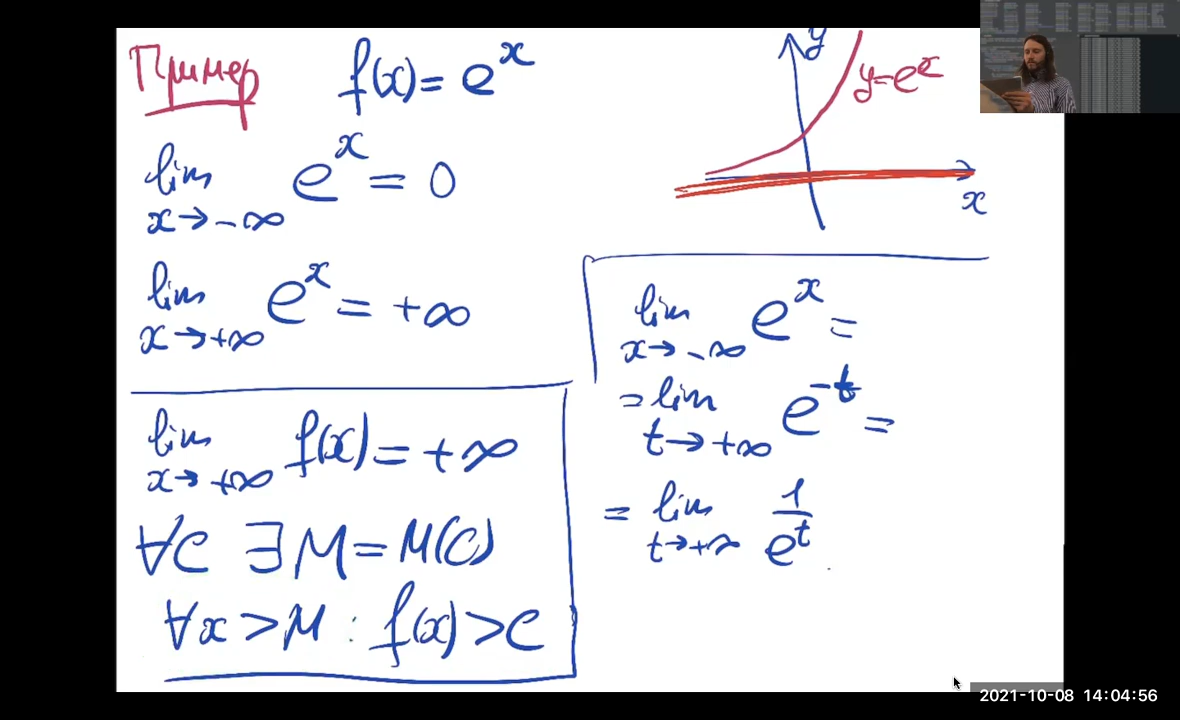 Пример f(x) = e^x
y
y=e^x
x
lim x→-∞ e^x = 0
lim x→+∞ e^x = +∞
lim x→+∞ f(x) = +∞
∀C ∃M = M(C)
∀x > M : f(x) > C
lim x→-∞ e^x =
= lim t→+∞ e^-t =
= lim t→+∞ 1/e^t
2021-10-08 14:04:56